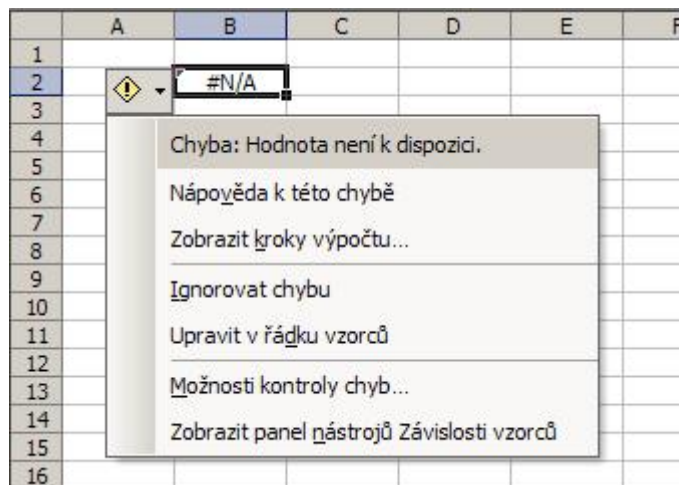 A B C D E F
1
2 #N/A
3
4 Chyba: Hodnota není k dispozici.
5
6 Nápověda k této chybě
7
8 Zobrazit kroky výpočtu...
9
10 Ignorovat chybu
11 Upravit v řádku vzorců
12
13 Možnosti kontroly chyb...
14
15 Zobrazit panel nástrojů Závislosti vzorců
16